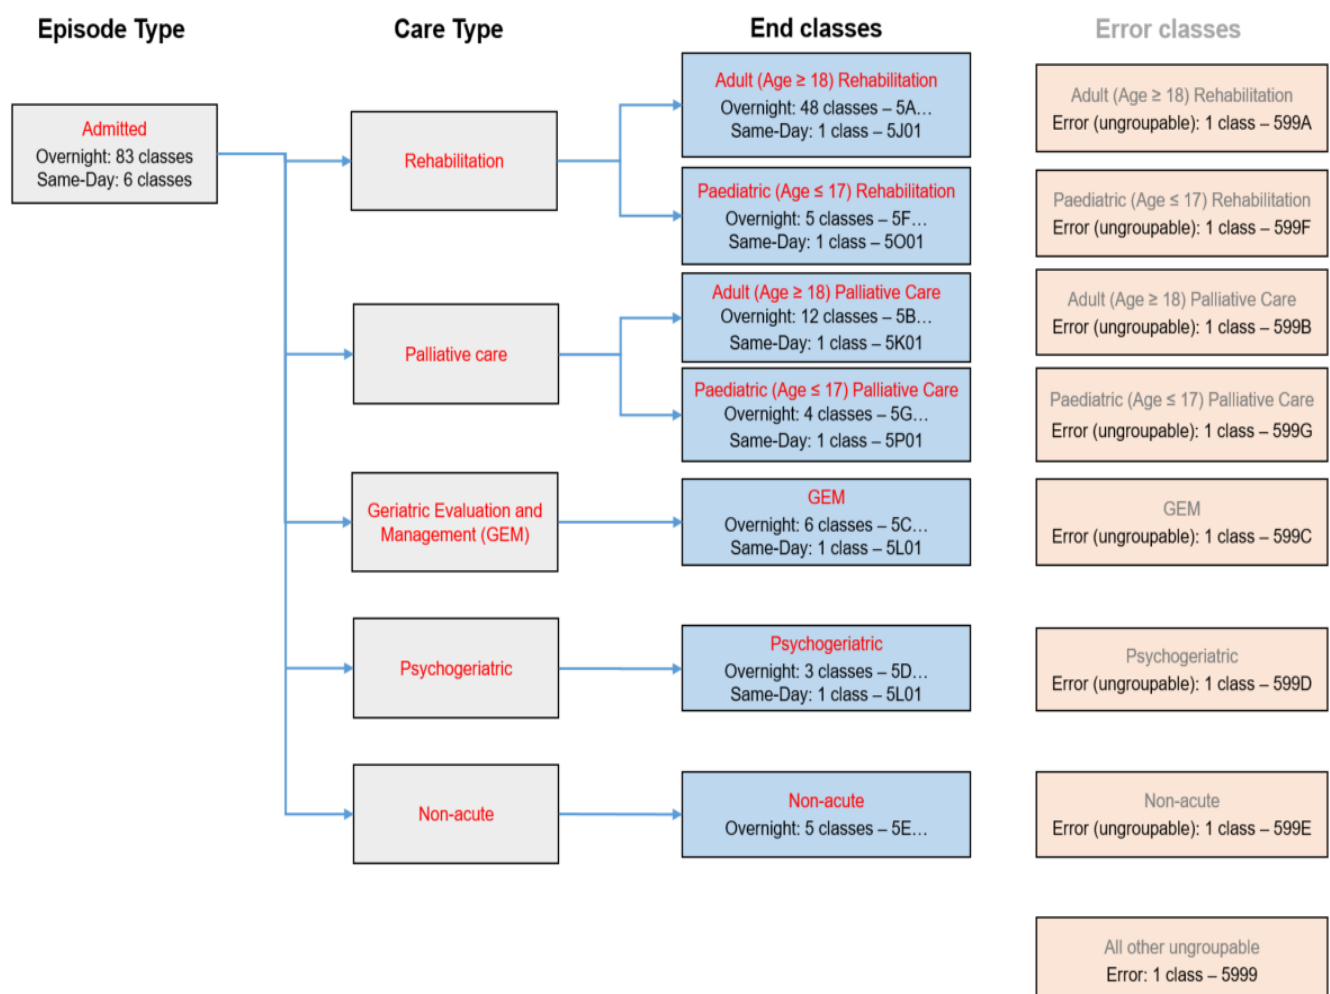 Episode Type
Care Type
End classes
Error classes
Admitted
Overnight: 83 classes
Same-Day: 6 classes
Rehabilitation
Adult (Age ≥ 18) Rehabilitation
Overnight: 48 classes – 5A…
Same-Day: 1 class – 5J01
Adult (Age ≥ 18) Rehabilitation
Error (ungroupable): 1 class – 599A
Paediatric (Age ≤ 17) Rehabilitation
Overnight: 5 classes – 5F…
Same-Day: 1 class – 5O01
Paediatric (Age ≤ 17) Rehabilitation
Error (ungroupable): 1 class – 599F
Palliative care
Adult (Age ≥ 18) Palliative Care
Overnight: 12 classes – 5B…
Same-Day: 1 class – 5K01
Adult (Age ≥ 18) Palliative Care
Error (ungroupable): 1 class – 599B
Paediatric (Age ≤ 17) Palliative Care
Overnight: 4 classes – 5G…
Same-Day: 1 class – 5P01
Paediatric (Age ≤ 17) Palliative Care
Error (ungroupable): 1 class – 599G
Geriatric Evaluation and
Management (GEM)
GEM
Overnight: 6 classes – 5C…
Same-Day: 1 class – 5L01
GEM
Error (ungroupable): 1 class – 599C
Psychogeriatric
Psychogeriatric
Overnight: 3 classes – 5D…
Same-Day: 1 class – 5L01
Psychogeriatric
Error (ungroupable): 1 class – 599D
Non-acute
Non-acute
Overnight: 5 classes – 5E…
Non-acute
Error (ungroupable): 1 class – 599E
All other ungroupable
Error: 1 class – 5999